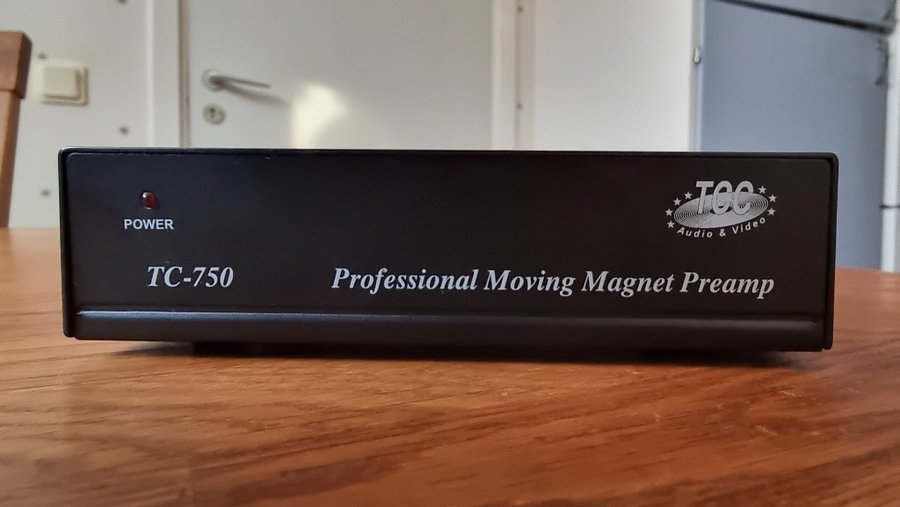 TCC
Audio & Video
POWER
TC-750
Professional Moving Magnet Preamp